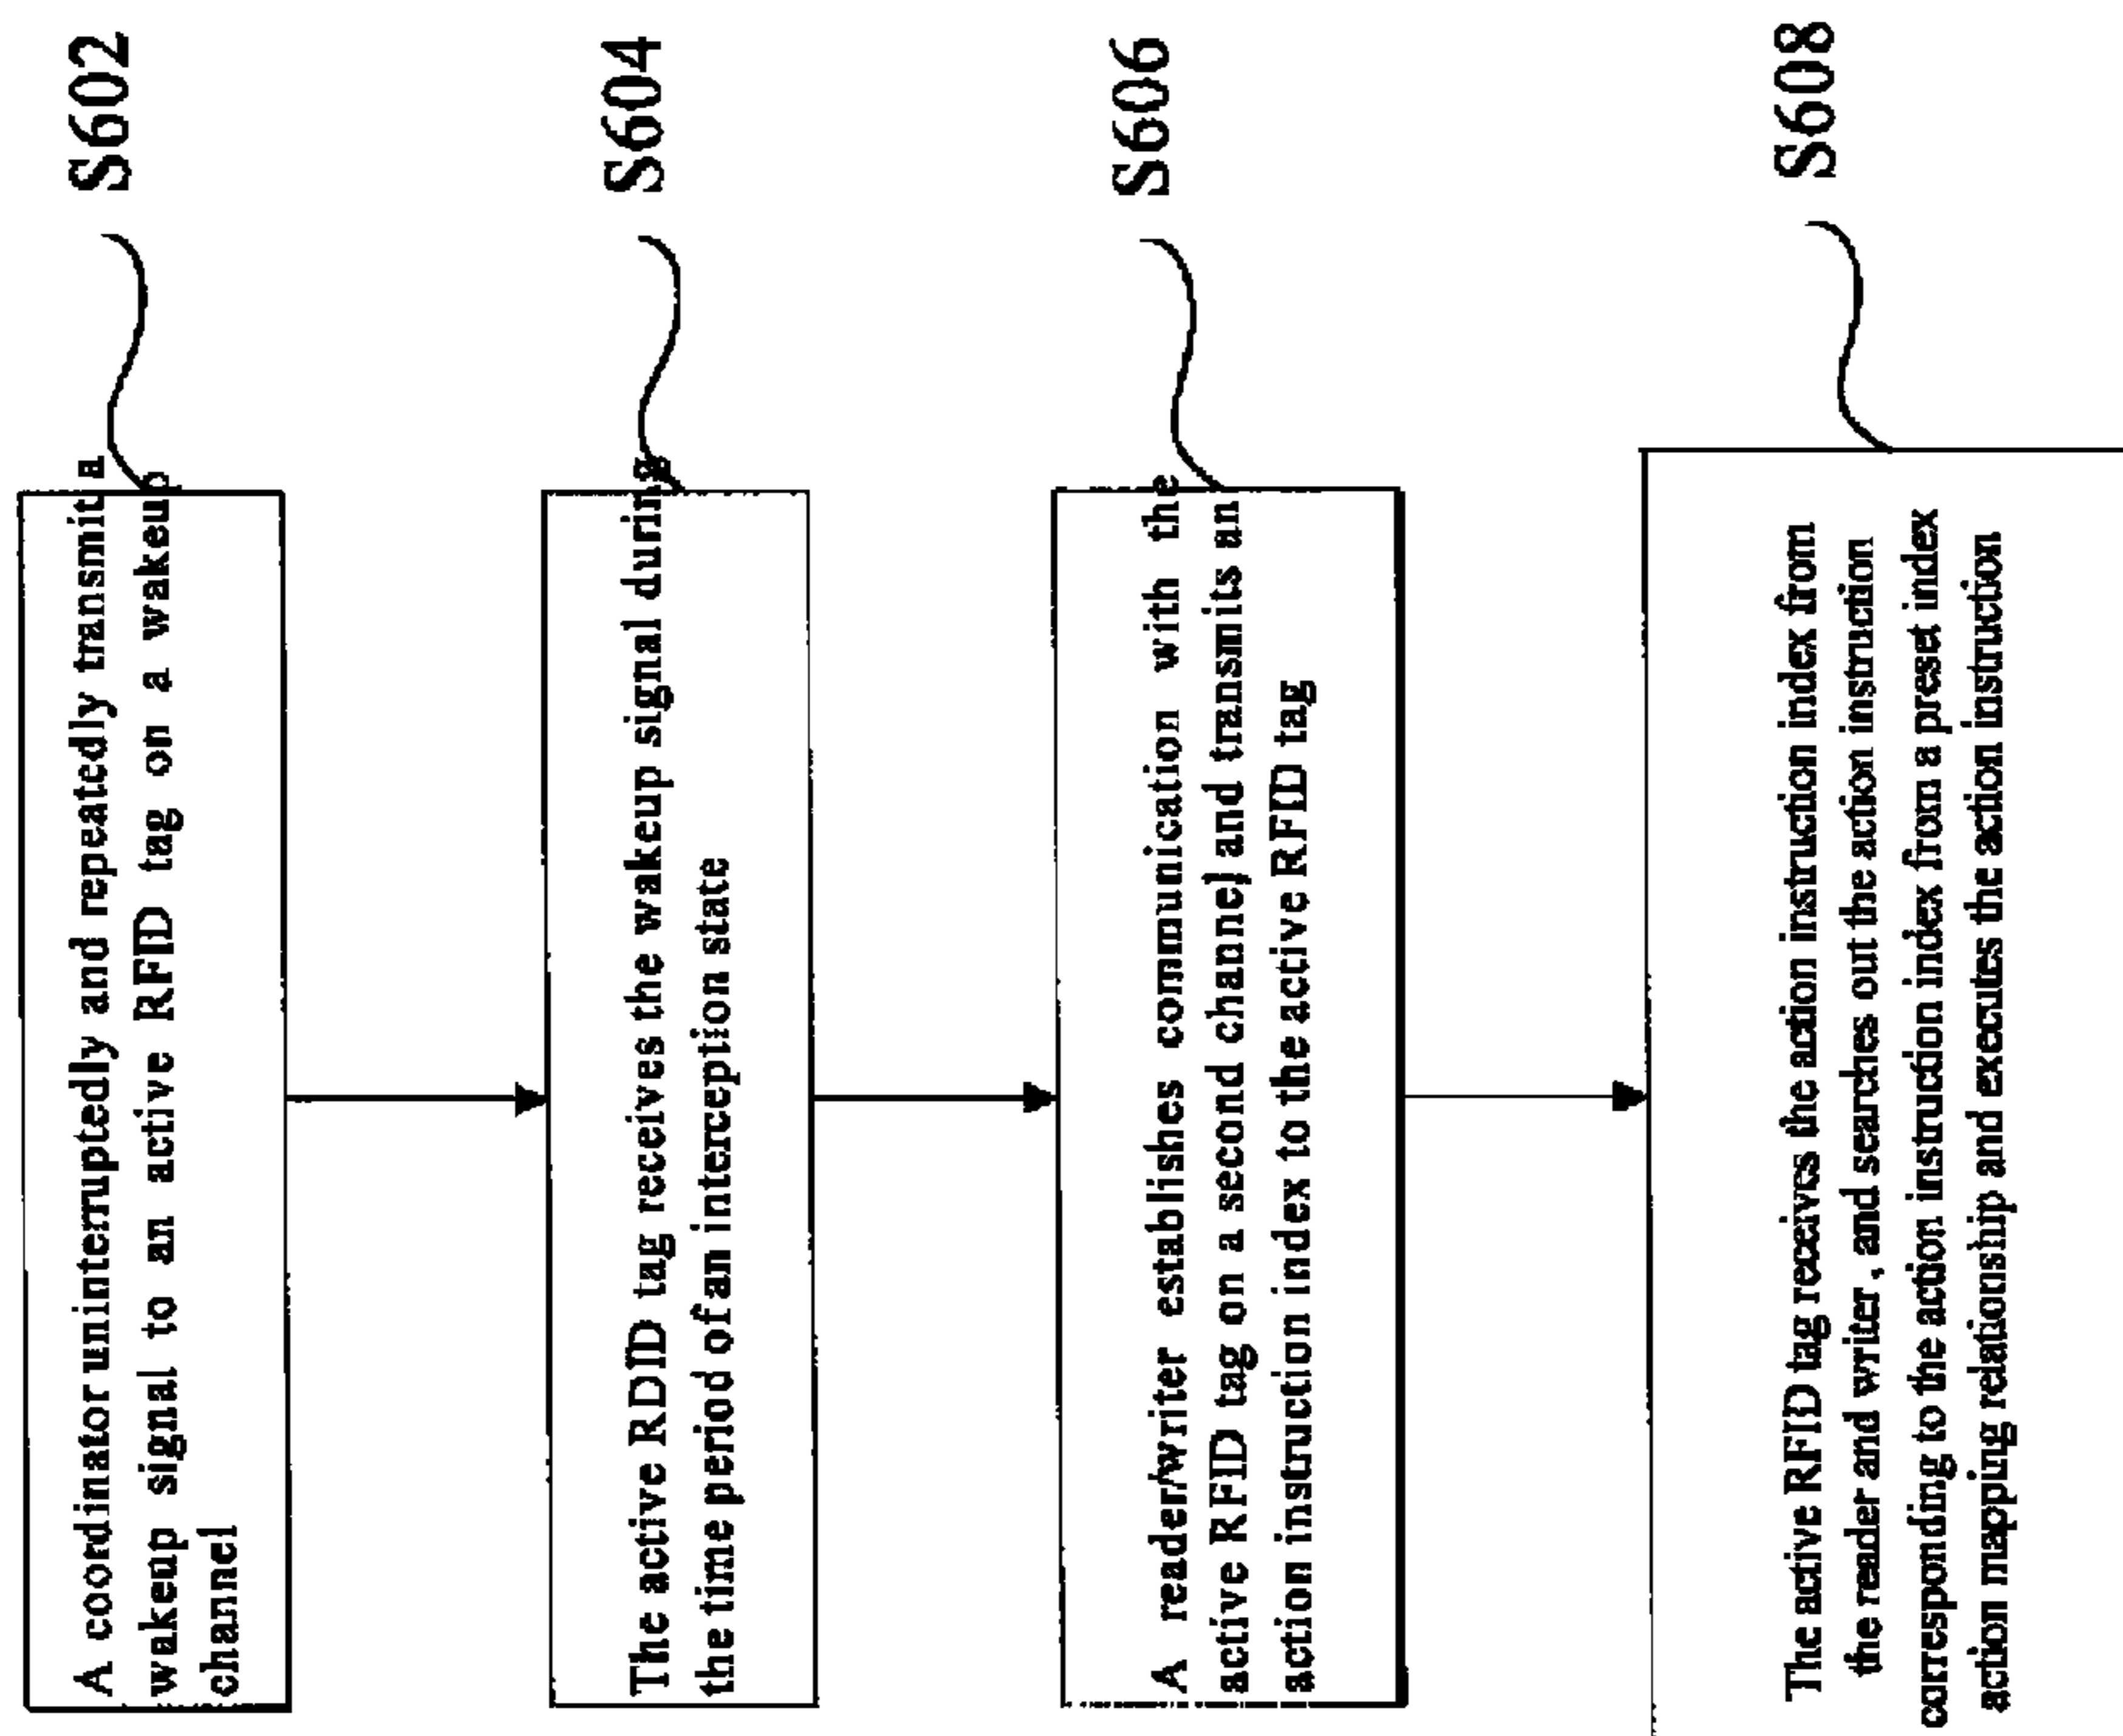 S602
A coordinator uninterruptedly and repeatedly transmit a
wakeup signal to an active RFID tag on a wakeup
channel
S604
The active RDID tag receives the wakeup signal during
the time period of an interception state
S606
A reader/writer establishes communication with the
active RFID tag on a second channel and transmits an
action instruction index to the active RFID tag
S608
The active RFID tag receives the action instruction index from
the reader and writer, and searches out the action instruction
corresponding to the action instruction index from a preset index
action mapping relationship and executes the action instruction